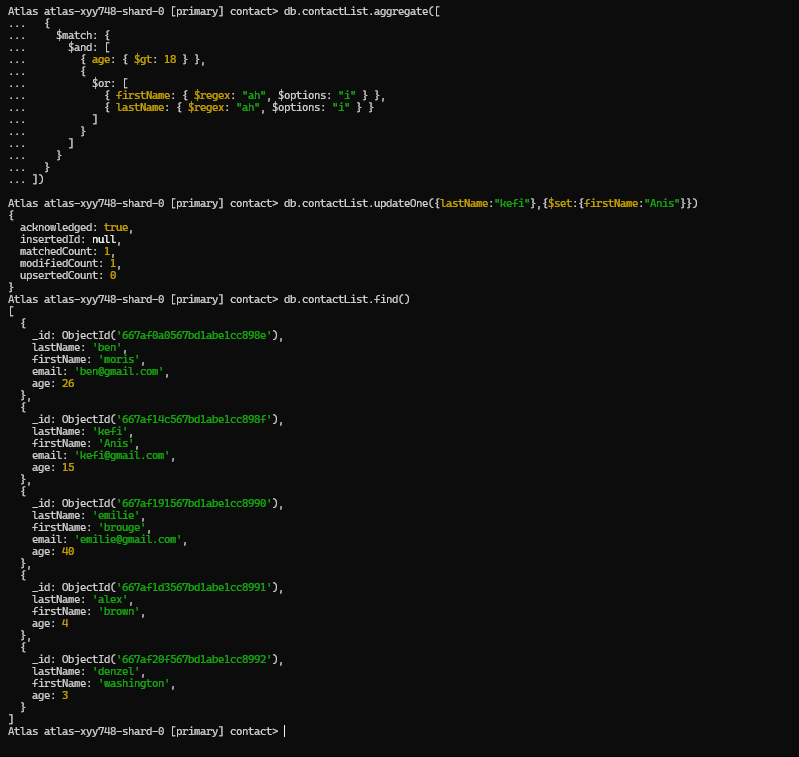 Atlas atlas-xyy748-shard-0 [primary] contact> db.contactList.aggregate([
...   {
...     $match: {
...       $and: [
...         { age: { $gt: 18 } },
...         {
...           $or: [
...             { firstName: { $regex: "ah", $options: "i" } },
...             { lastName: { $regex: "ah", $options: "i" } }
...           ]
...         }
...       ]
...     }
...   }
... ])

Atlas atlas-xyy748-shard-0 [primary] contact> db.contactList.updateOne({lastName:"kefi"},{$set:{firstName:"Anis"}})
{
  acknowledged: true,
  insertedId: null,
  matchedCount: 1,
  modifiedCount: 1,
  upsertedCount: 0
}
Atlas atlas-xyy748-shard-0 [primary] contact> db.contactList.find()
[
  {
    _id: ObjectId('667af0a0567bd1abe1cc898e'),
    lastName: 'ben',
    firstName: 'moris',
    email: 'ben@gmail.com',
    age: 26
  },
  {
    _id: ObjectId('667af14c567bd1abe1cc898f'),
    lastName: 'kefi',
    firstName: 'Anis',
    email: 'kefi@gmail.com',
    age: 15
  },
  {
    _id: ObjectId('667af191567bd1abe1cc8990'),
    lastName: 'emilie',
    firstName: 'brouge',
    email: 'emilie@gmail.com',
    age: 40
  },
  {
    _id: ObjectId('667af1d3567bd1abe1cc8991'),
    lastName: 'alex',
    firstName: 'brown',
    age: 4
  },
  {
    _id: ObjectId('667af20f567bd1abe1cc8992'),
    lastName: 'denzel',
    firstName: 'washington',
    age: 3
  }
]
Atlas atlas-xyy748-shard-0 [primary] contact>